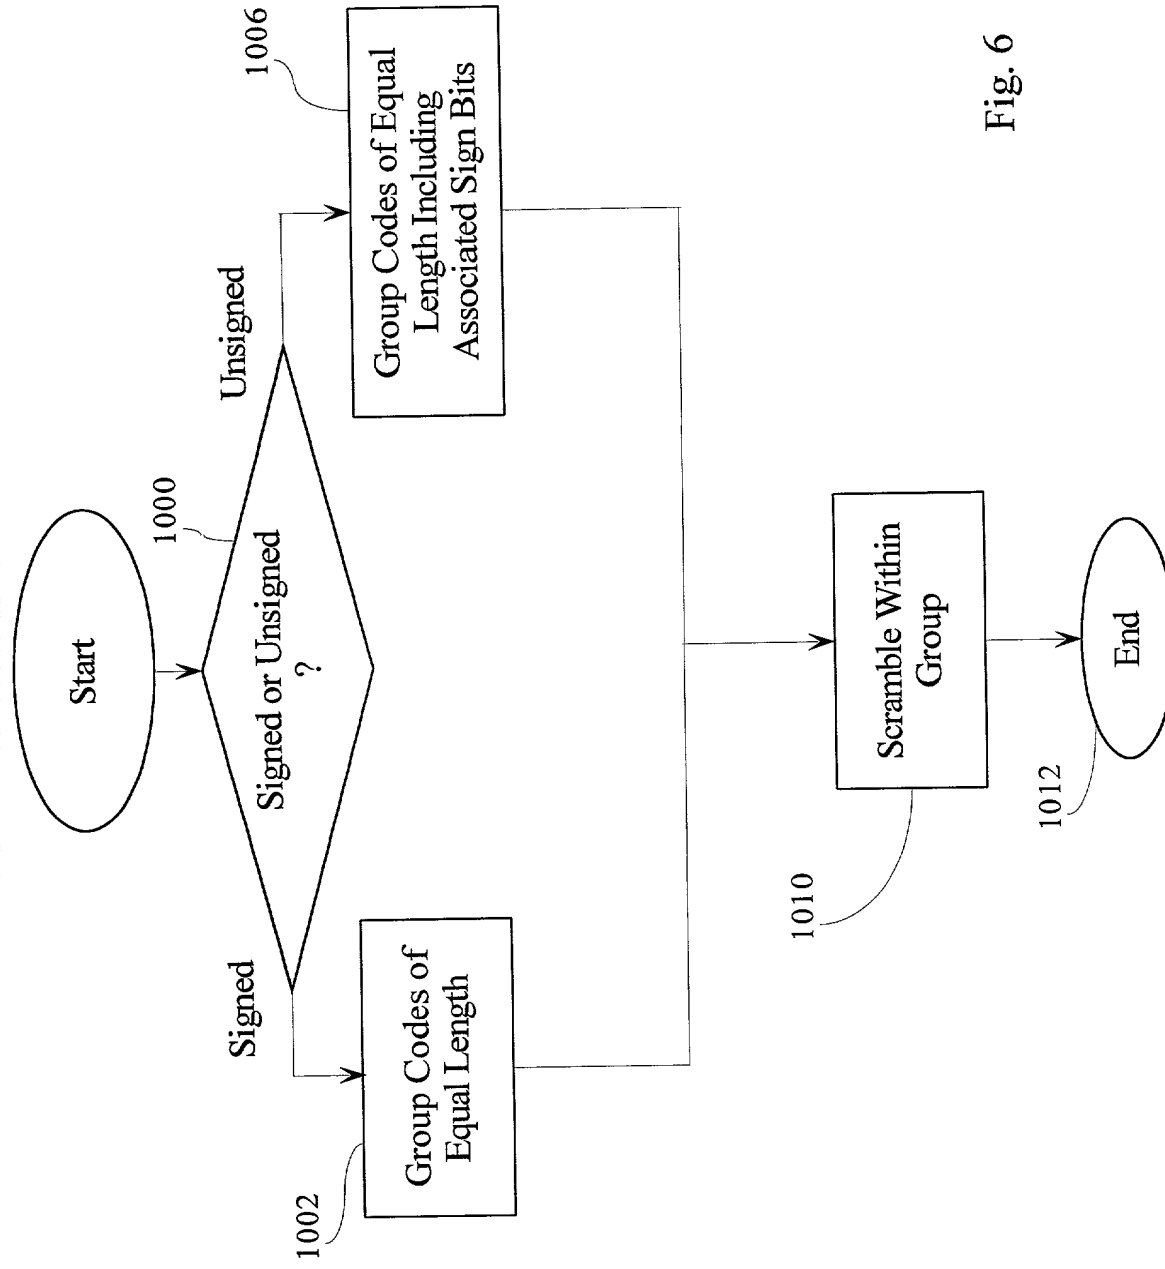 Start
1000
Signed or Unsigned
?
Signed
Unsigned
1002
Group Codes of
Equal Length
1006
Group Codes of Equal
Length Including
Associated Sign Bits
1010
Scramble Within
Group
1012
End
Fig. 6